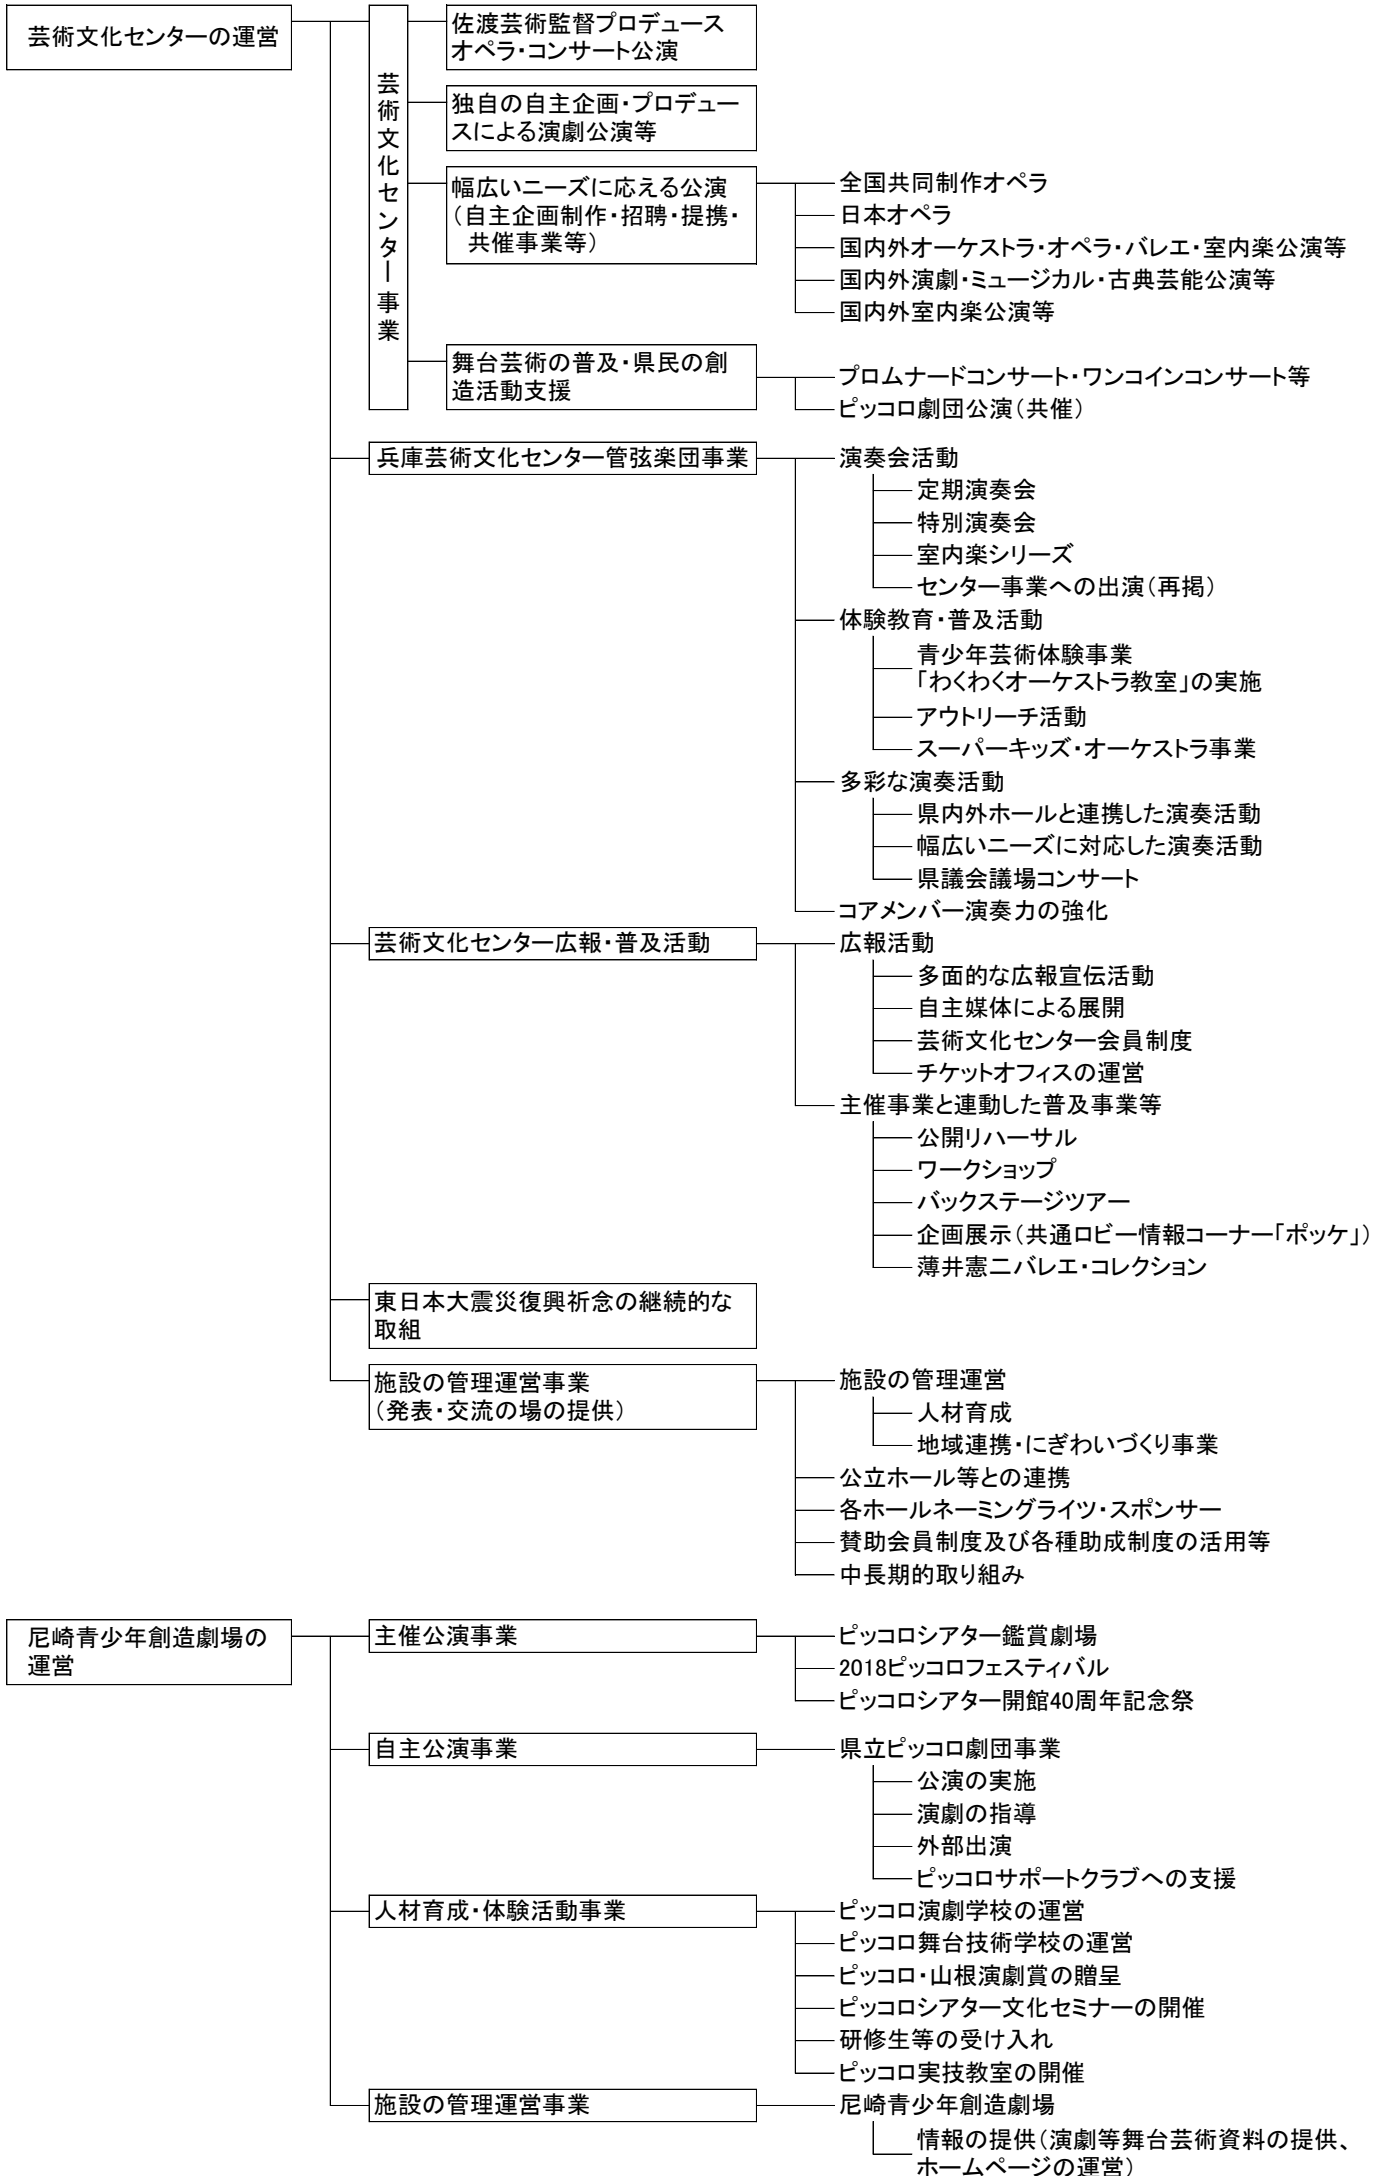 芸術文化センターの運営
芸術文化センター事業
佐渡芸術監督プロデュース
オペラ・コンサート公演
独自の自主企画・プロデュー
スによる演劇公演等
幅広いニーズに応える公演
（自主企画制作・招聘・提携・
共催事業等）
全国共同制作オペラ
日本オペラ
国内外オーケストラ・オペラ・バレエ・室内楽公演等
国内外演劇・ミュージカル・古典芸能公演等
国内外室内楽公演等
舞台芸術の普及・県民の創
造活動支援
プロムナードコンサート・ワンコインコンサート等
ピッコロ劇団公演（共催）
兵庫芸術文化センター管弦楽団事業
演奏会活動
定期演奏会
特別演奏会
室内楽シリーズ
センター事業への出演（再掲）
体験教育・普及活動
青少年芸術体験事業
「わくわくオーケストラ教室」の実施
アウトリーチ活動
スーパーキッズ・オーケストラ事業
多彩な演奏活動
県内外ホールと連携した演奏活動
幅広いニーズに対応した演奏活動
県議会議場コンサート
コアメンバー演奏力の強化
芸術文化センター広報・普及活動
広報活動
多面的な広報宣伝活動
自主媒体による展開
芸術文化センター会員制度
チケットオフィスの運営
主催事業と連動した普及事業等
公開リハーサル
ワークショップ
バックステージツアー
企画展示（共通ロビー情報コーナー「ポッケ」）
薄井憲二バレエ・コレクション
東日本大震災復興祈念の継続的な
取組
施設の管理運営事業
（発表・交流の場の提供）
施設の管理運営
人材育成
地域連携・にぎわいづくり事業
公立ホール等との連携
各ホールネーミングライツ・スポンサー
賛助会員制度及び各種助成制度の活用等
中長期的取り組み
尼崎青少年創造劇場の
運営
主催公演事業
ピッコロシアター鑑賞劇場
2018ピッコロフェスティバル
ピッコロシアター開館40周年記念祭
自主公演事業
県立ピッコロ劇団事業
公演の実施
演劇の指導
外部出演
ピッコロサポートクラブへの支援
人材育成・体験活動事業
ピッコロ演劇学校の運営
ピッコロ舞台技術学校の運営
ピッコロ・山根演劇賞の贈呈
ピッコロシアター文化セミナーの開催
研修生等の受け入れ
ピッコロ実技教室の開催
施設の管理運営事業
尼崎青少年創造劇場
情報の提供（演劇等舞台芸術資料の提供、
ホームページの運営）